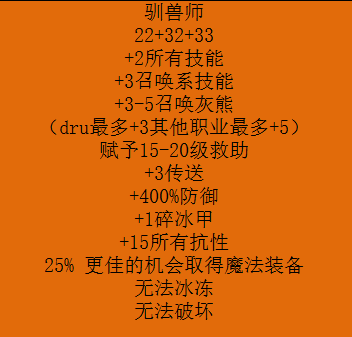 驯兽师
22+32+33
+2所有技能
+3召唤系技能
+3-5召唤灰熊
（dru最多+3其他职业最多+5）
赋予15-20级救助
+3传送
+400%防御
+1碎冰甲
+15所有抗性
25% 更佳的机会取得魔法装备
无法冰冻
无法破坏